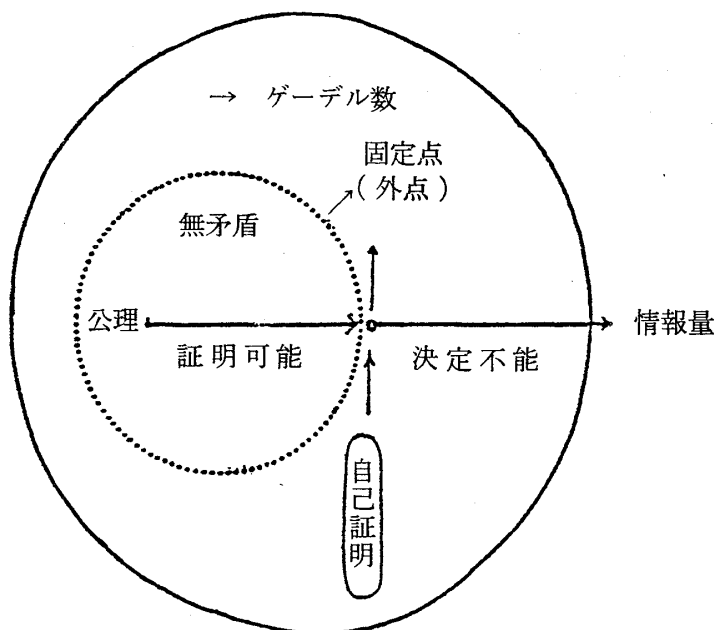 → ゲーデル数
固定点
(外点)
無矛盾
公理
情報量
証明可能
決定不能
自己証明